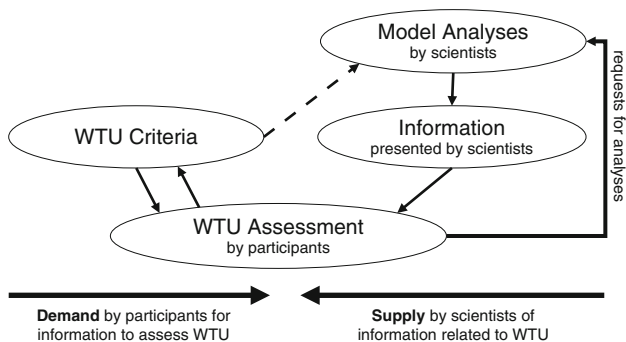 Model Analyses
by scientists
requests for analyses
WTU Criteria
Information
presented by scientists
WTU Assessment
by participants
Demand by participants for
information to assess WTU
Supply by scientists of
information related to WTU